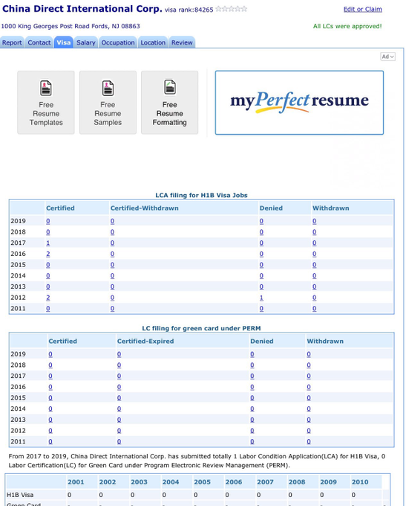 China Direct International Corp. visa rank:84265 Edit or Claim
1000 King Georges Post Road Fords, NJ 08863 All LCs were approved!
Report Contact Visa Salary Occupation Location Review
Ad
Free Resume Templates
Free Resume Samples
Free Resume Formatting
myPerfectresume
LCA filing for H1B Visa Jobs
Certified Certified-Withdrawn Denied Withdrawn
2019 0 0 0 0
2018 0 0 0 0
2017 1 0 0 0
2016 2 0 0 0
2015 0 0 0 0
2014 0 0 0 0
2013 0 0 0 0
2012 2 0 1 0
2011 0 0 0 0
LC filing for green card under PERM
Certified Certified-Expired Denied Withdrawn
2019 0 0 0 0
2018 0 0 0 0
2017 0 0 0 0
2016 0 0 0 0
2015 0 0 0 0
2014 0 0 0 0
2013 0 0 0 0
2012 0 0 0 0
2011 0 0 0 0
From 2017 to 2019, China Direct International Corp. has submitted totally 1 Labor Condition Application(LCA) for H1B Visa, 0
Labor Certification(LC) for Green Card under Program Electronic Review Management (PERM).
2001 2002 2003 2004 2005 2006 2007 2008 2009 2010
H1B Visa 0 0 0 0 0 0 0 0 0 0